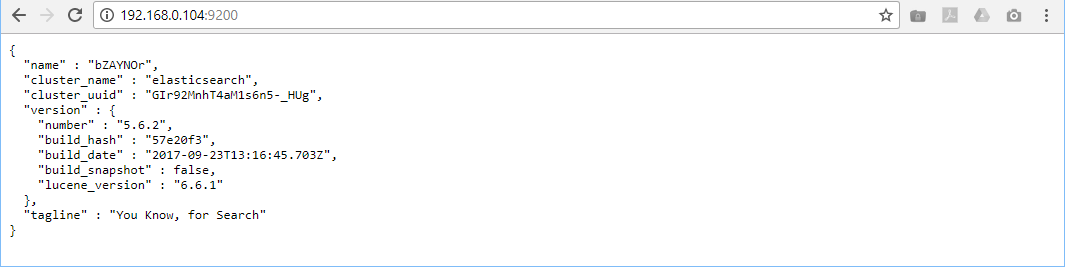 192.168.0.104:9200
{
"name" : "bZAYNOr",
"cluster_name" : "elasticsearch",
"cluster_uuid" : "GIr92MnhT4aM1s6n5-_HUg",
"version" : {
"number" : "5.6.2",
"build_hash" : "57e20f3",
"build_date" : "2017-09-23T13:16:45.703Z",
"build_snapshot" : false,
"lucene_version" : "6.6.1"
},
"tagline" : "You Know, for Search"
}